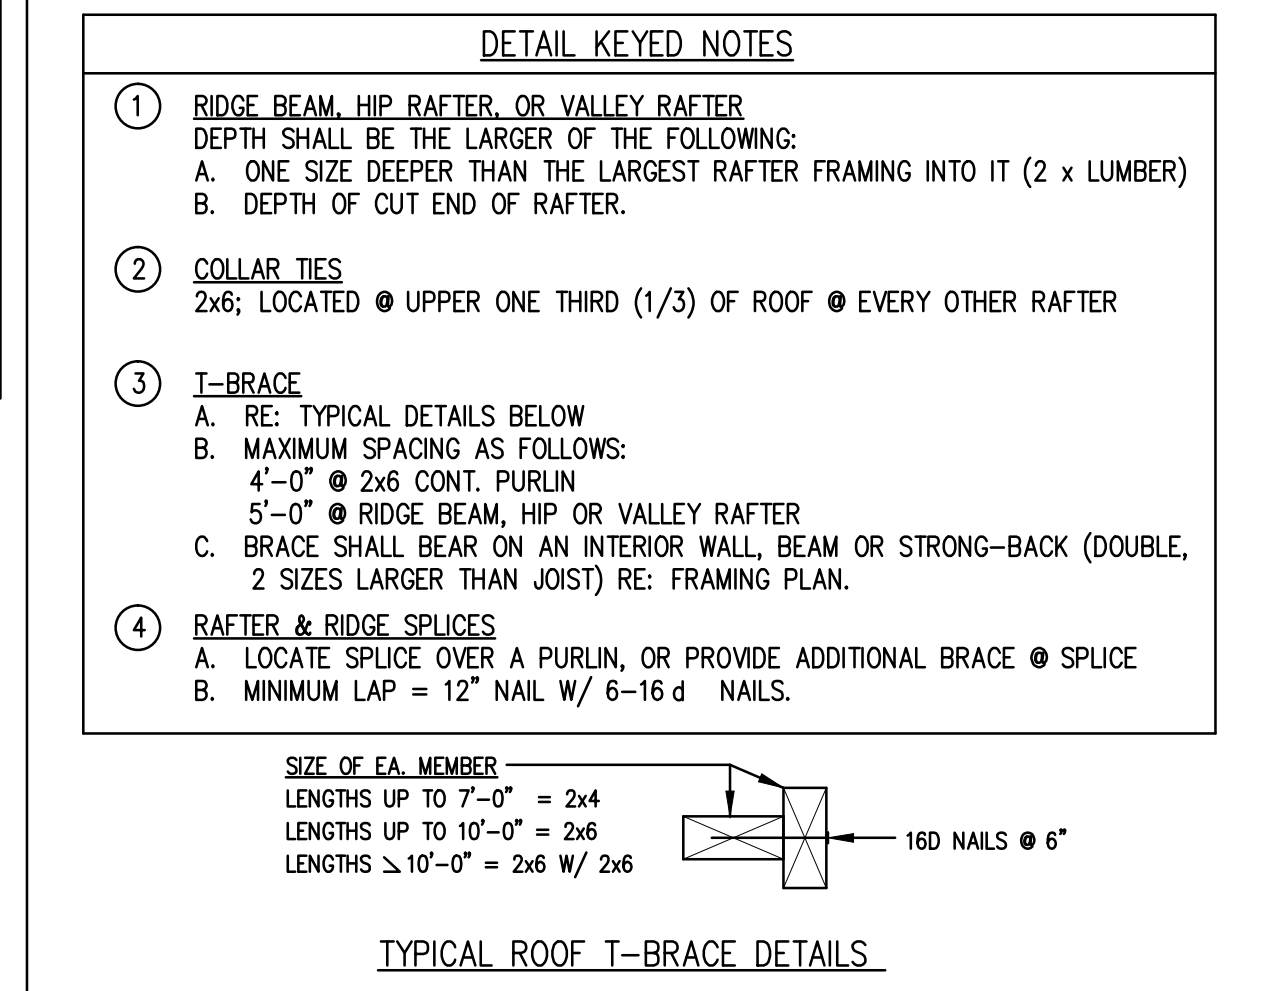 DETAIL KEYED NOTES
1 RIDGE BEAM, HIP RAFTER, OR VALLEY RAFTER
DEPTH SHALL BE THE LARGER OF THE FOLLOWING:
A. ONE SIZE DEEPER THAN THE LARGEST RAFTER FRAMING INTO IT (2 x LUMBER)
B. DEPTH OF CUT END OF RAFTER.
2 COLLAR TIES
2x6; LOCATED @ UPPER ONE THIRD (1/3) OF ROOF @ EVERY OTHER RAFTER
3 T-BRACE
A. RE: TYPICAL DETAILS BELOW
B. MAXIMUM SPACING AS FOLLOWS:
4'-0" @ 2x6 CONT. PURLIN
5'-0" @ RIDGE BEAM, HIP OR VALLEY RAFTER
C. BRACE SHALL BEAR ON AN INTERIOR WALL, BEAM OR STRONG-BACK (DOUBLE,
2 SIZES LARGER THAN JOIST) RE: FRAMING PLAN.
4 RAFTER & RIDGE SPLICES
A. LOCATE SPLICE OVER A PURLIN, OR PROVIDE ADDITIONAL BRACE @ SPLICE
B. MINIMUM LAP = 12" NAIL W/ 6-16 d NAILS.
SIZE OF EA. MEMBER
LENGTHS UP TO 7'-0" = 2x4
LENGTHS UP TO 10'-0" = 2x6
LENGTHS > 10'-0" = 2x6 W/ 2x6
16D NAILS @ 6"
TYPICAL ROOF T-BRACE DETAILS